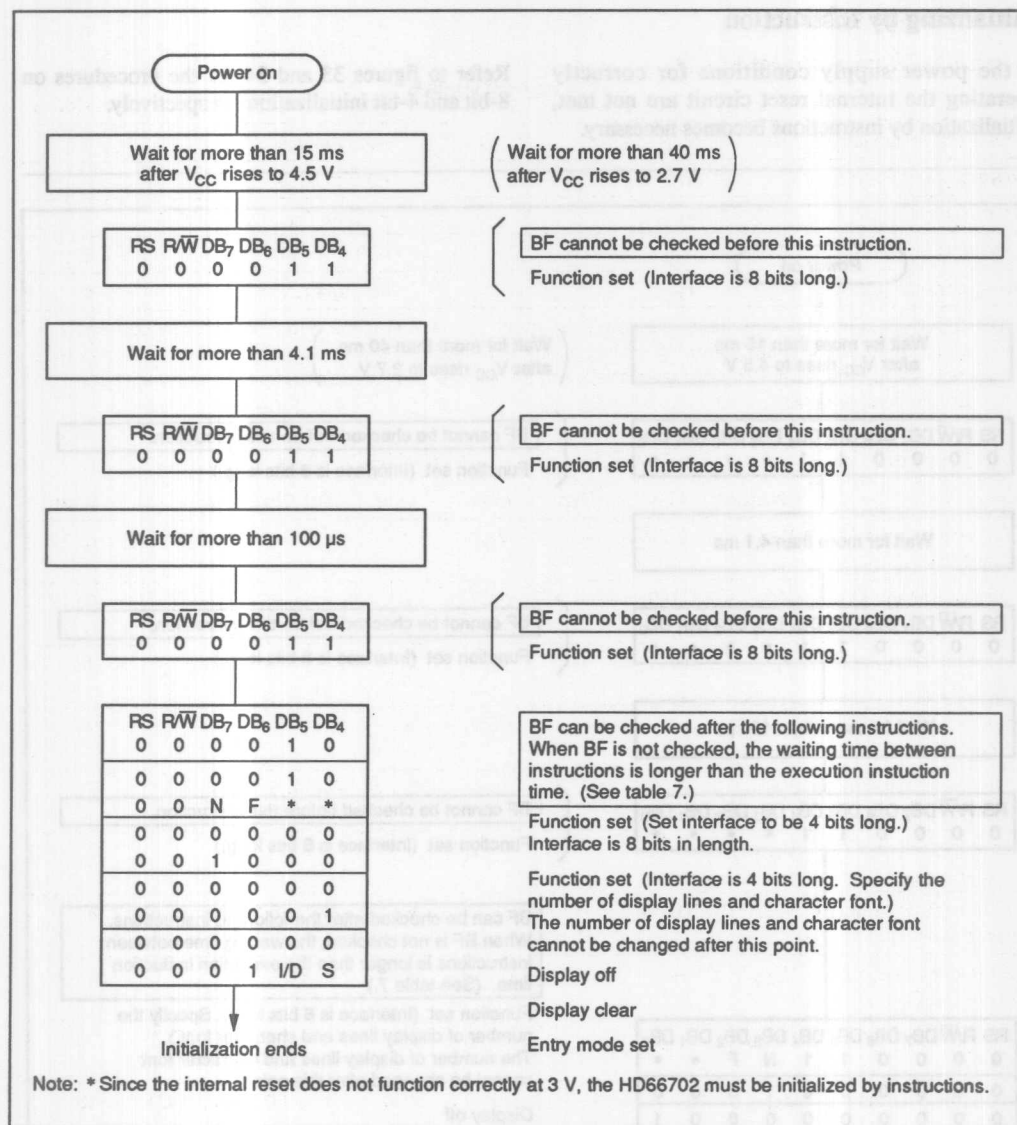 Power on
Wait for more than 15 ms
after VCC rises to 4.5 V
Wait for more than 40 ms
after VCC rises to 2.7 V
RS R/W̅ DB7 DB6 DB5 DB4
0 0 0 0 1 1
BF cannot be checked before this instruction.
Function set (Interface is 8 bits long.)
Wait for more than 4.1 ms
RS R/W̅ DB7 DB6 DB5 DB4
0 0 0 0 1 1
BF cannot be checked before this instruction.
Function set (Interface is 8 bits long.)
Wait for more than 100 µs
RS R/W̅ DB7 DB6 DB5 DB4
0 0 0 0 1 1
BF cannot be checked before this instruction.
Function set (Interface is 8 bits long.)
RS R/W̅ DB7 DB6 DB5 DB4
0 0 0 0 1 0
0 0 0 0 1 0
0 0 N F * *
0 0 0 0 0 0
0 0 1 0 0 0
0 0 0 0 0 0
0 0 0 0 0 1
0 0 0 0 0 0
0 0 0 1 I/D S
Initialization ends
BF can be checked after the following instructions.
When BF is not checked, the waiting time between
instructions is longer than the execution instuction
time. (See table 7.)
Function set (Set interface to be 4 bits long.)
Interface is 8 bits in length.
Function set (Interface is 4 bits long. Specify the
number of display lines and character font.)
The number of display lines and character font
cannot be changed after this point.
Display off
Display clear
Entry mode set
Note: * Since the internal reset does not function correctly at 3 V, the HD66702 must be initialized by instructions.